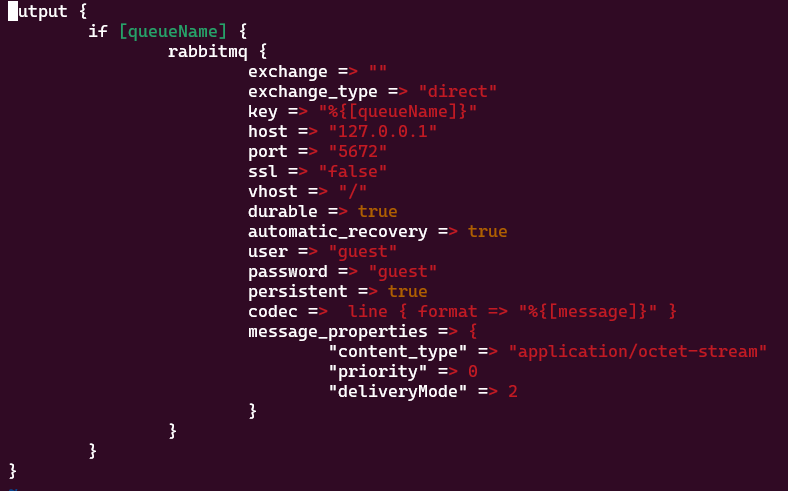 output {
        if [queueName] {
                rabbitmq {
                        exchange => ""
                        exchange_type => "direct"
                        key => "%{[queueName]}"
                        host => "127.0.0.1"
                        port => "5672"
                        ssl => "false"
                        vhost => "/"
                        durable => true
                        automatic_recovery => true
                        user => "guest"
                        password => "guest"
                        persistent => true
                        codec =>  line { format => "%{[message]}" }
                        message_properties => {
                                "content_type" => "application/octet-stream"
                                "priority" => 0
                                "deliveryMode" => 2
                        }
                }
        }
}